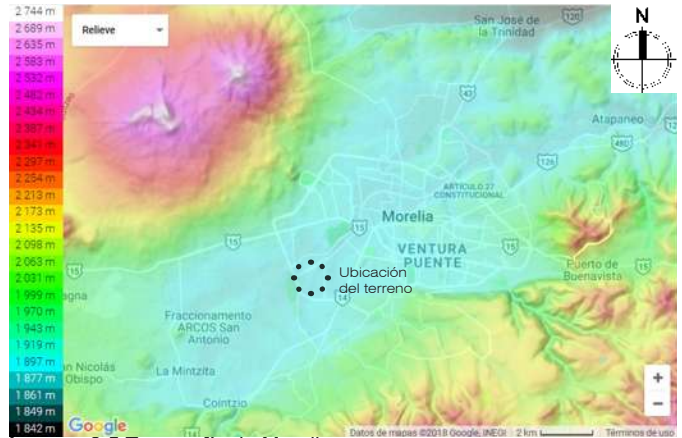 2 744 m
2 689 m
2 635 m
2 583 m
2 532 m
2 482 m
2 434 m
2 387 m
2 341 m
2 297 m
2 254 m
2 213 m
2 173 m
2 135 m
2 098 m
2 063 m
2 031 m
1 999 m
1 970 m
1 943 m
1 919 m
1 897 m
1 877 m
1 861 m
1 849 m
1 842 m
Relieve
N
San José de
la Trinidad
120
43
Atapaneo
45D
126
ARTÍCULO 27
CONSTITUCIONAL
Morelia
15
15
VENTURA
PUENTE
15
15
Puerto de
Buenavista
15
15
Ubicación
del terreno
14
agna
Fraccionamento
ARCOS San
Antonio
n Nicolás
Obispo
La Mintzita
Cointzio
14
+
−
Google
Datos de mapas ©2018 Google, INEGI
2 km
Términos de uso